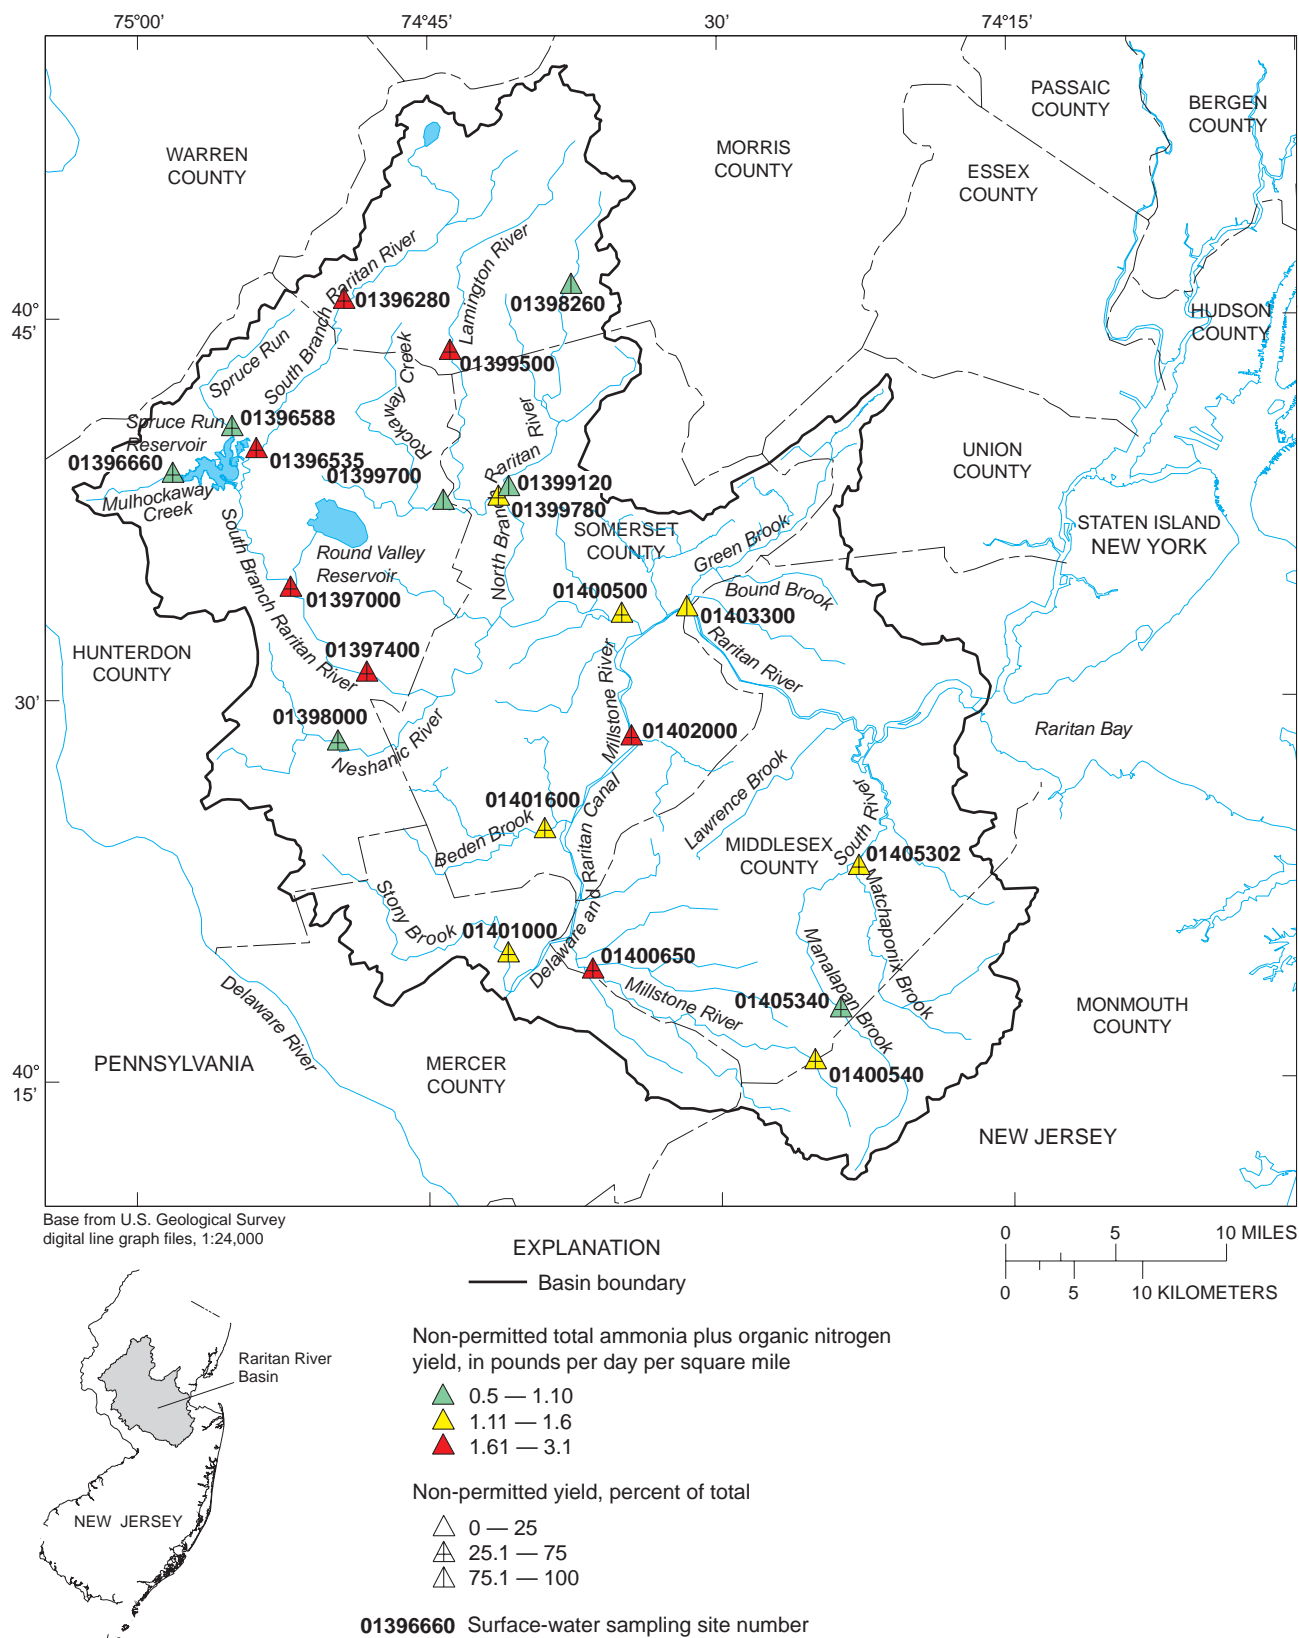 75°00'
74°45'
30'
74°15'
PASSAIC
COUNTY
BERGEN
COUNTY
WARREN
COUNTY
MORRIS
COUNTY
ESSEX
COUNTY
South Branch Raritan River
Lamington River
01396280
01398260
40°
45'
HUDSON
COUNTY
Spruce Run
Rockaway Creek
01399500
Spruce Run
Reservoir
01396588
01396660
01396535
01399700
North Branch Raritan River
UNION
COUNTY
Mulhockaway
Creek
01399120
01399780
SOMERSET
COUNTY
Green Brook
STATEN ISLAND
NEW YORK
Round Valley
Reservoir
01397000
01400500
Bound Brook
01403300
South Branch Raritan River
Raritan River
HUNTERDON
COUNTY
01397400
Millstone River
30'
01398000
Neshanic River
01402000
Raritan Bay
Lawrence Brook
01401600
Beden Brook
Delaware and Raritan Canal
MIDDLESEX
COUNTY
South River
01405302
Matchaponix Brook
Stony Brook
01401000
01400650
Manalapan Brook
Millstone River
01405340
MONMOUTH
COUNTY
Delaware River
PENNSYLVANIA
MERCER
COUNTY
01400540
40°
15'
NEW JERSEY
Base from U.S. Geological Survey
digital line graph files, 1:24,000
0 5 10 MILES
0 5 10 KILOMETERS
EXPLANATION
Basin boundary
Non-permitted total ammonia plus organic nitrogen
yield, in pounds per day per square mile
0.5 — 1.10
1.11 — 1.6
1.61 — 3.1
Non-permitted yield, percent of total
0 — 25
25.1 — 75
75.1 — 100
01396660 Surface-water sampling site number
Raritan River
Basin
NEW JERSEY